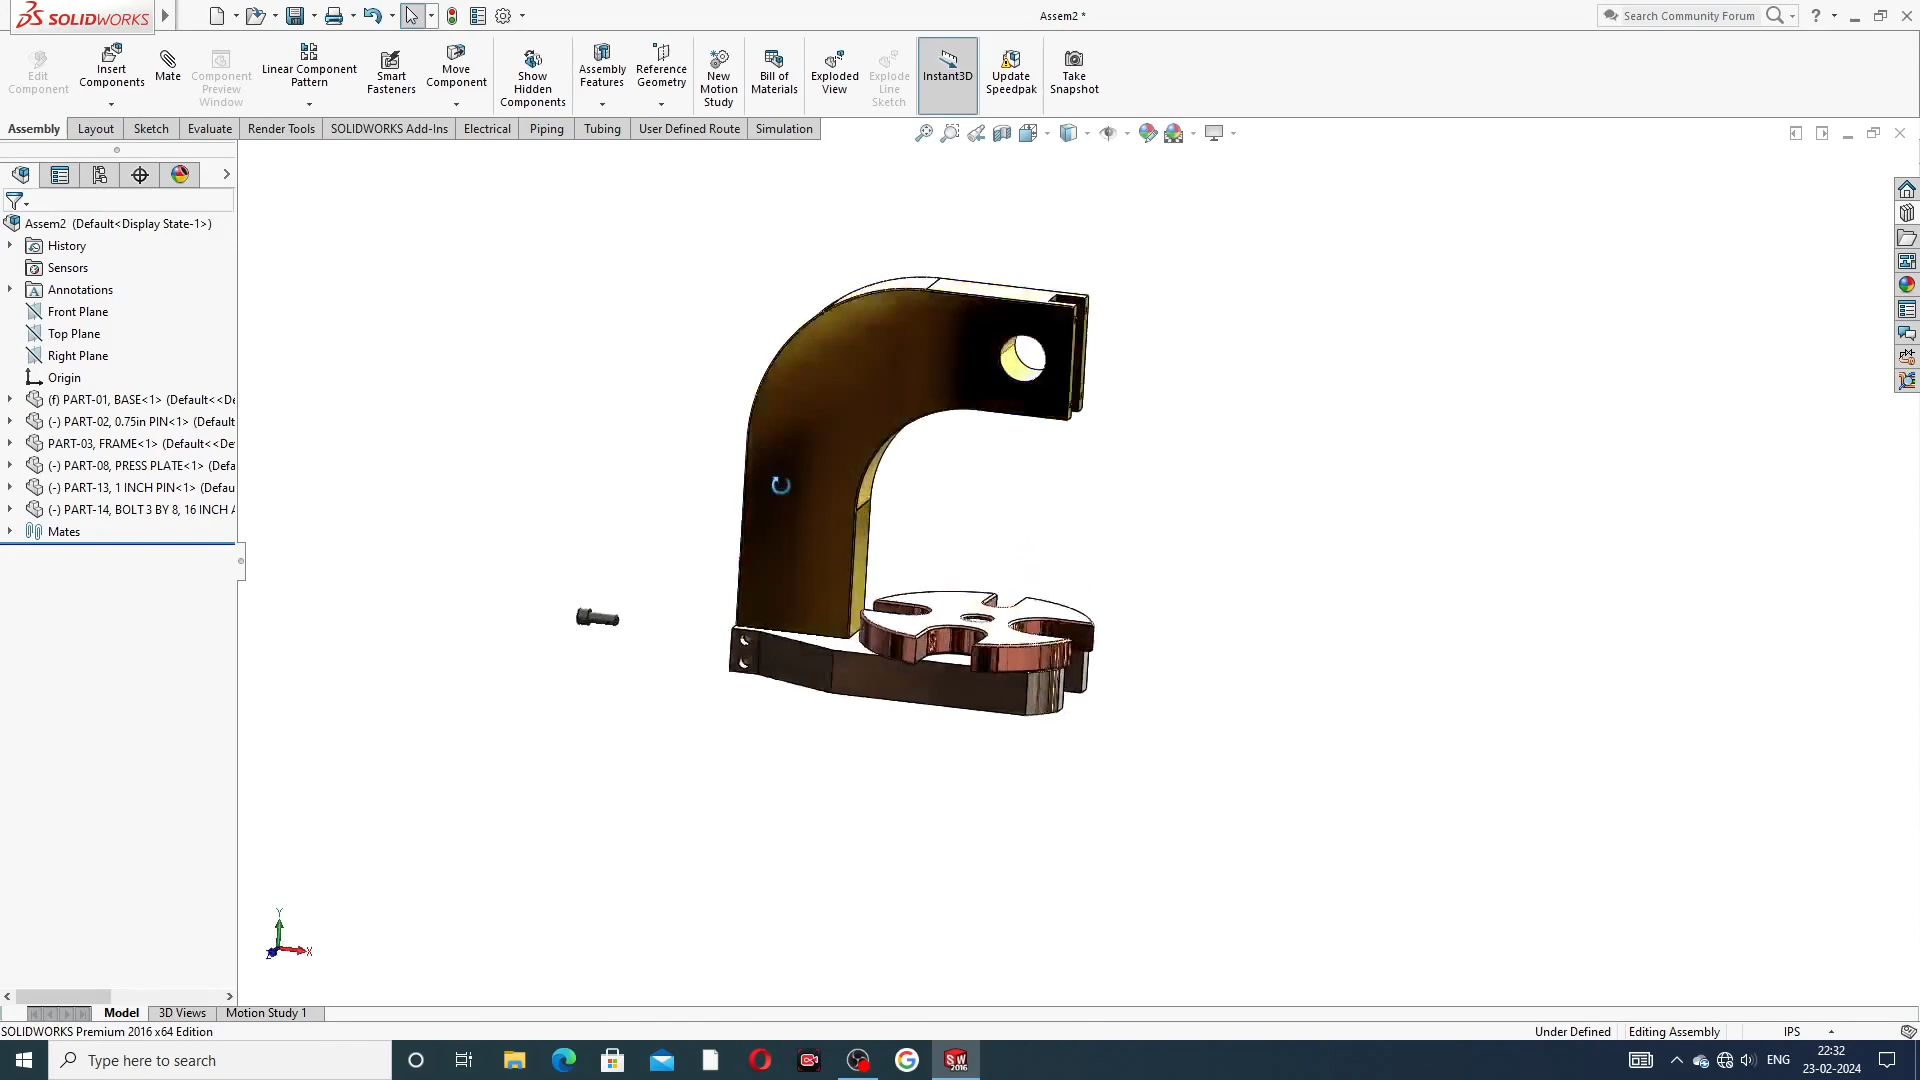 SOLIDWORKS
Assem2 *
Search Community Forum
Edit Component
Insert Components
Mate
Component Preview Window
Linear Component Pattern
Smart Fasteners
Move Component
Show Hidden Components
Assembly Features
Reference Geometry
New Motion Study
Bill of Materials
Exploded View
Explode Line Sketch
Instant3D
Update Speedpak
Take Snapshot
Assembly
Layout
Sketch
Evaluate
Render Tools
SOLIDWORKS Add-Ins
Electrical
Piping
Tubing
User Defined Route
Simulation
Assem2 (Default<Display State-1>)
History
Sensors
Annotations
Front Plane
Top Plane
Right Plane
Origin
(f) PART-01, BASE<1> (Default<<De
(-) PART-02, 0.75in PIN<1> (Default
PART-03, FRAME<1> (Default<<De
(-) PART-08, PRESS PLATE<1> (Defa
(-) PART-13, 1 INCH PIN<1> (Defau
(-) PART-14, BOLT 3 BY 8, 16 INCH
Mates
Y
X
Model
3D Views
Motion Study 1
SOLIDWORKS Premium 2016 x64 Edition
Under Defined
Editing Assembly
IPS
Type here to search
SW
2016
ENG
22:32
23-02-2024